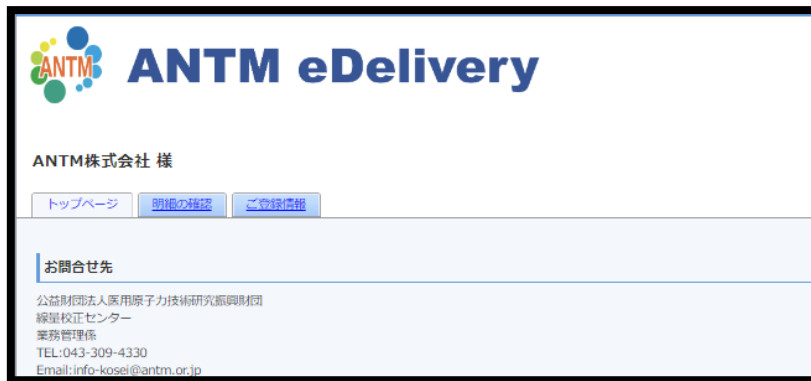 ANTM ANTM eDelivery
ANTM株式会社 様
トップページ 明細の確認 ご登録情報
お問合せ先
公益財団法人医用原子力技術研究振興財団
線量校正センター
業務管理係
TEL:043-309-4330
Email:info-kosei@antm.or.jp